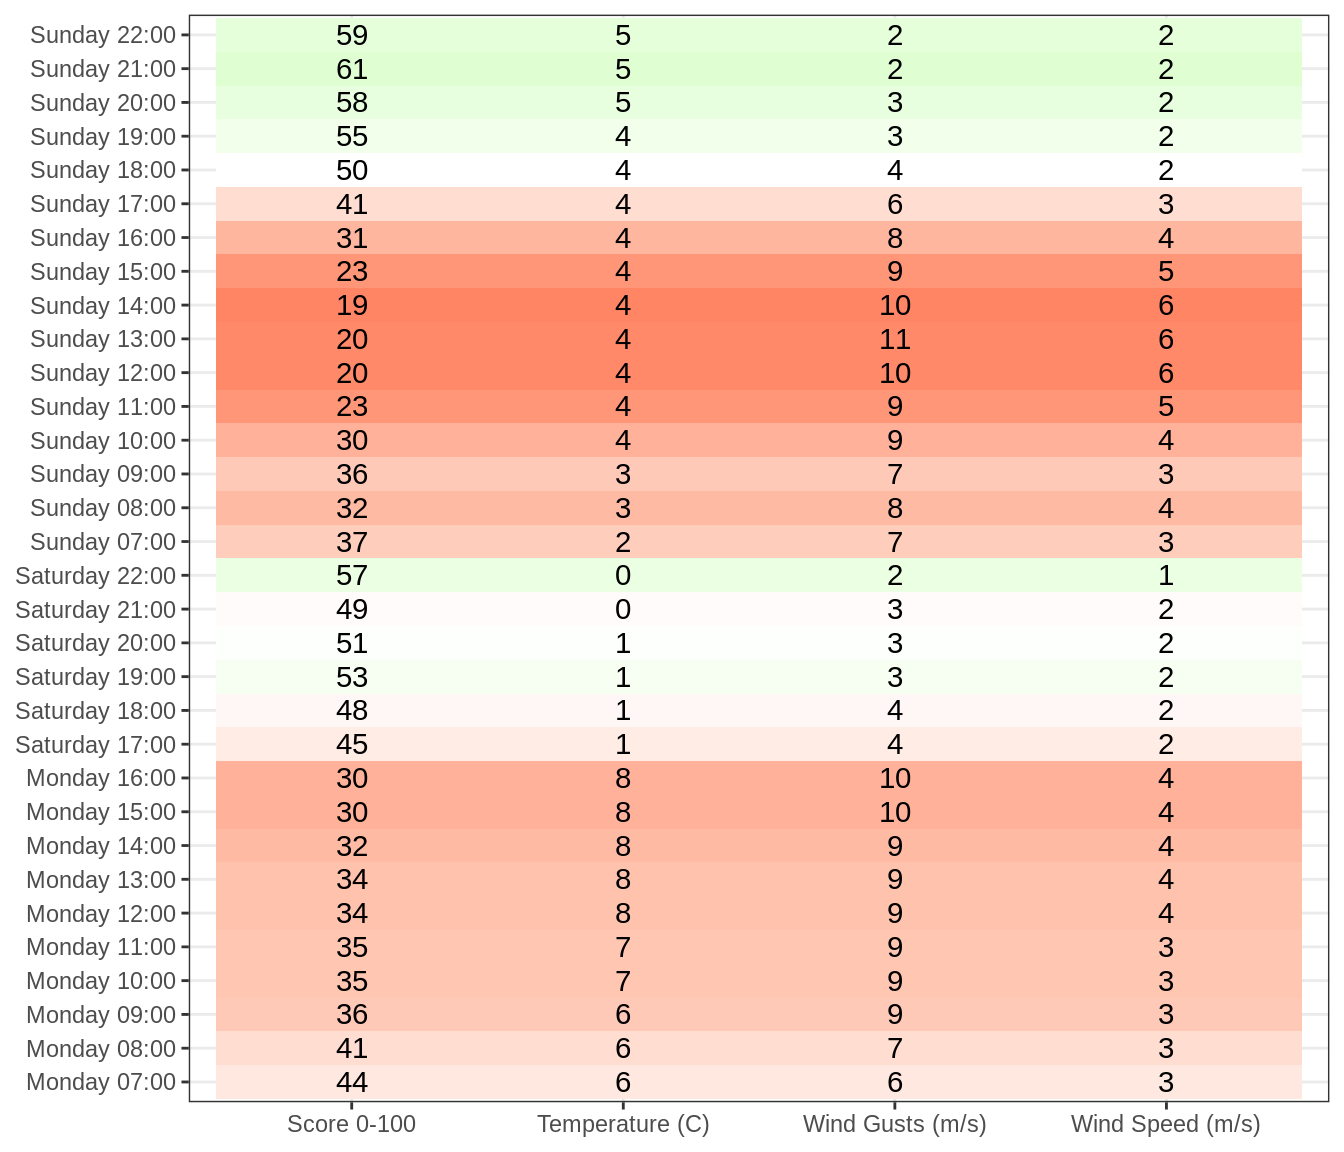 Sunday 22:00 59 5 2 2
Sunday 21:00 61 5 2 2
Sunday 20:00 58 5 3 2
Sunday 19:00 55 4 3 2
Sunday 18:00 50 4 4 2
Sunday 17:00 41 4 6 3
Sunday 16:00 31 4 8 4
Sunday 15:00 23 4 9 5
Sunday 14:00 19 4 10 6
Sunday 13:00 20 4 11 6
Sunday 12:00 20 4 10 6
Sunday 11:00 23 4 9 5
Sunday 10:00 30 4 9 4
Sunday 09:00 36 3 7 3
Sunday 08:00 32 3 8 4
Sunday 07:00 37 2 7 3
Saturday 22:00 57 0 2 1
Saturday 21:00 49 0 3 2
Saturday 20:00 51 1 3 2
Saturday 19:00 53 1 3 2
Saturday 18:00 48 1 4 2
Saturday 17:00 45 1 4 2
Monday 16:00 30 8 10 4
Monday 15:00 30 8 10 4
Monday 14:00 32 8 9 4
Monday 13:00 34 8 9 4
Monday 12:00 34 8 9 4
Monday 11:00 35 7 9 3
Monday 10:00 35 7 9 3
Monday 09:00 36 6 9 3
Monday 08:00 41 6 7 3
Monday 07:00 44 6 6 3
Score 0-100 Temperature (C) Wind Gusts (m/s) Wind Speed (m/s)